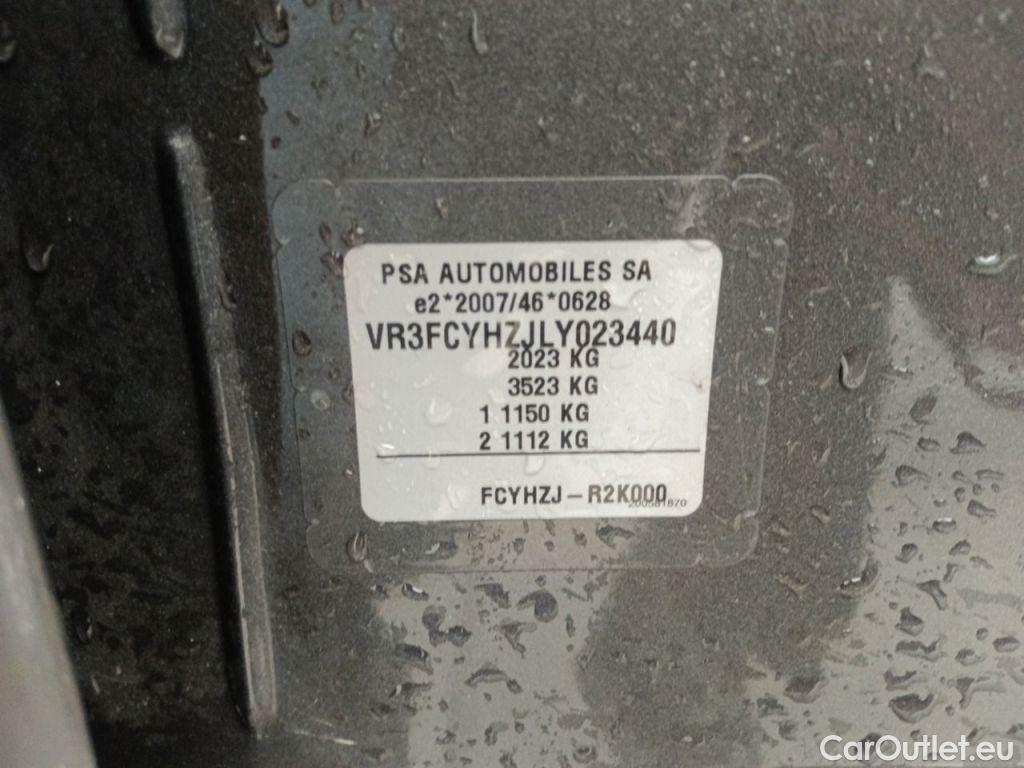 PSA AUTOMOBILES SA
e2*2007/46*0628
VR3FCYHZJLY023440
2023 KG
3523 KG
1 1150 KG
2 1112 KG
FCYHZJ-R2K000
CarOutlet.eu